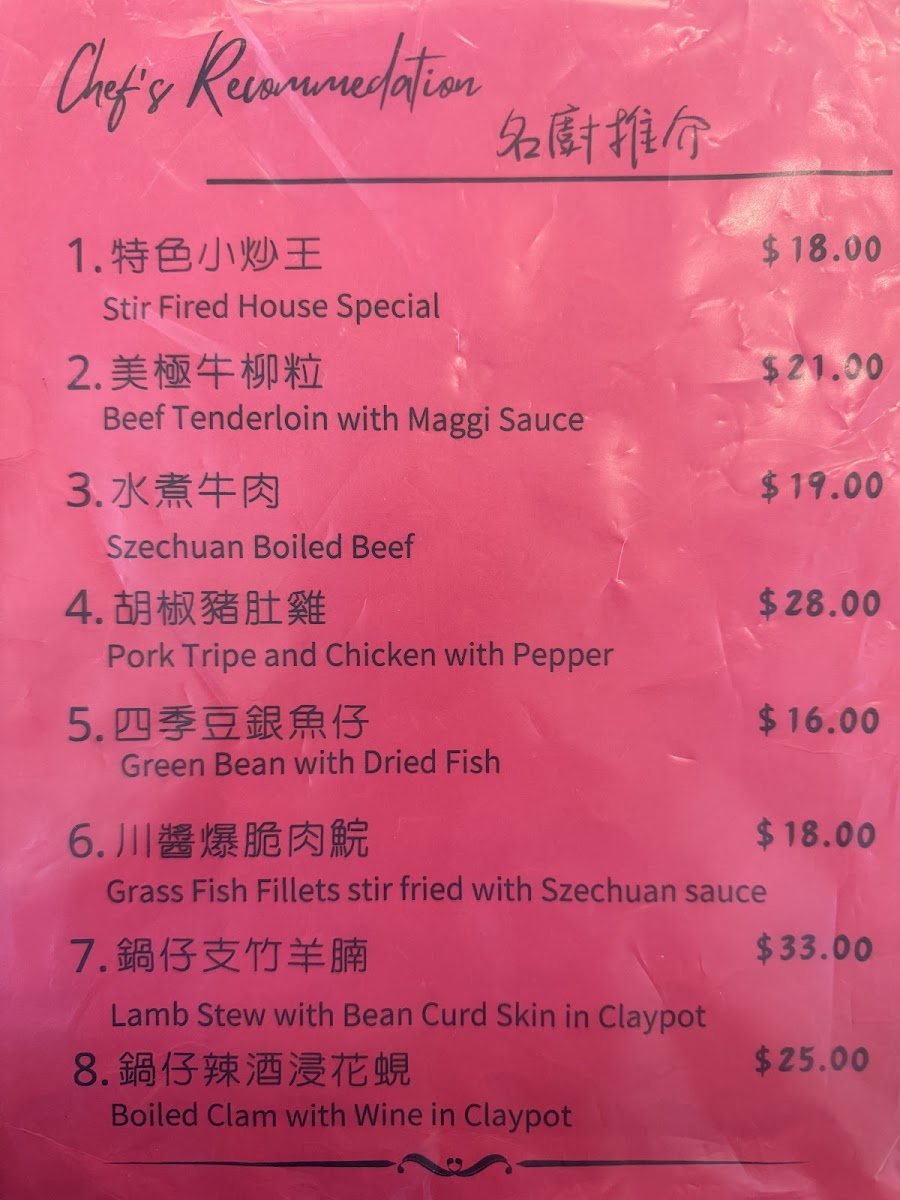 Chef's Recommedation
名廚推介
1.特色小炒王 $18.00
Stir Fired House Special
2.美極牛柳粒 $21.00
Beef Tenderloin with Maggi Sauce
3.水煮牛肉 $19.00
Szechuan Boiled Beef
4.胡椒豬肚雞 $28.00
Pork Tripe and Chicken with Pepper
5.四季豆銀魚仔 $16.00
Green Bean with Dried Fish
6.川醬爆脆肉鯇 $18.00
Grass Fish Fillets stir fried with Szechuan sauce
7.鍋仔支竹羊腩 $33.00
Lamb Stew with Bean Curd Skin in Claypot
8.鍋仔辣酒浸花蜆 $25.00
Boiled Clam with Wine in Claypot